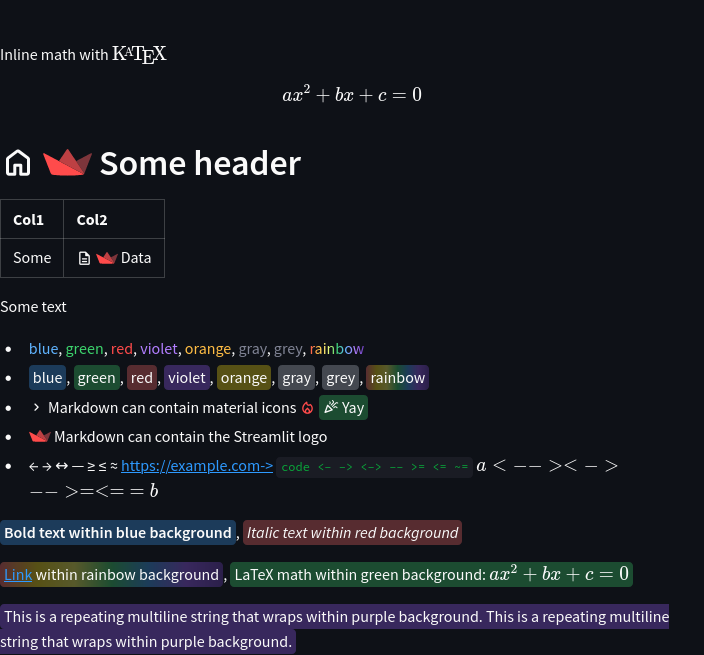 Inline math with KATEX
ax² + bx + c = 0
Some header
Col1 Col2
Some Data
Some text
• blue, green, red, violet, orange, gray, grey, rainbow
• blue, green, red, violet, orange, gray, grey, rainbow
• Markdown can contain material icons Yay
• Markdown can contain the Streamlit logo
• ← → ↔ — ≥ ≤ ≈ https://example.com-> code <- -> <-> -- >= <= ~= a < −− >< − >
−− >=<= = b
Bold text within blue background, Italic text within red background
Link within rainbow background, LaTeX math within green background: ax² + bx + c = 0
This is a repeating multiline string that wraps within purple background. This is a repeating multiline
string that wraps within purple background.